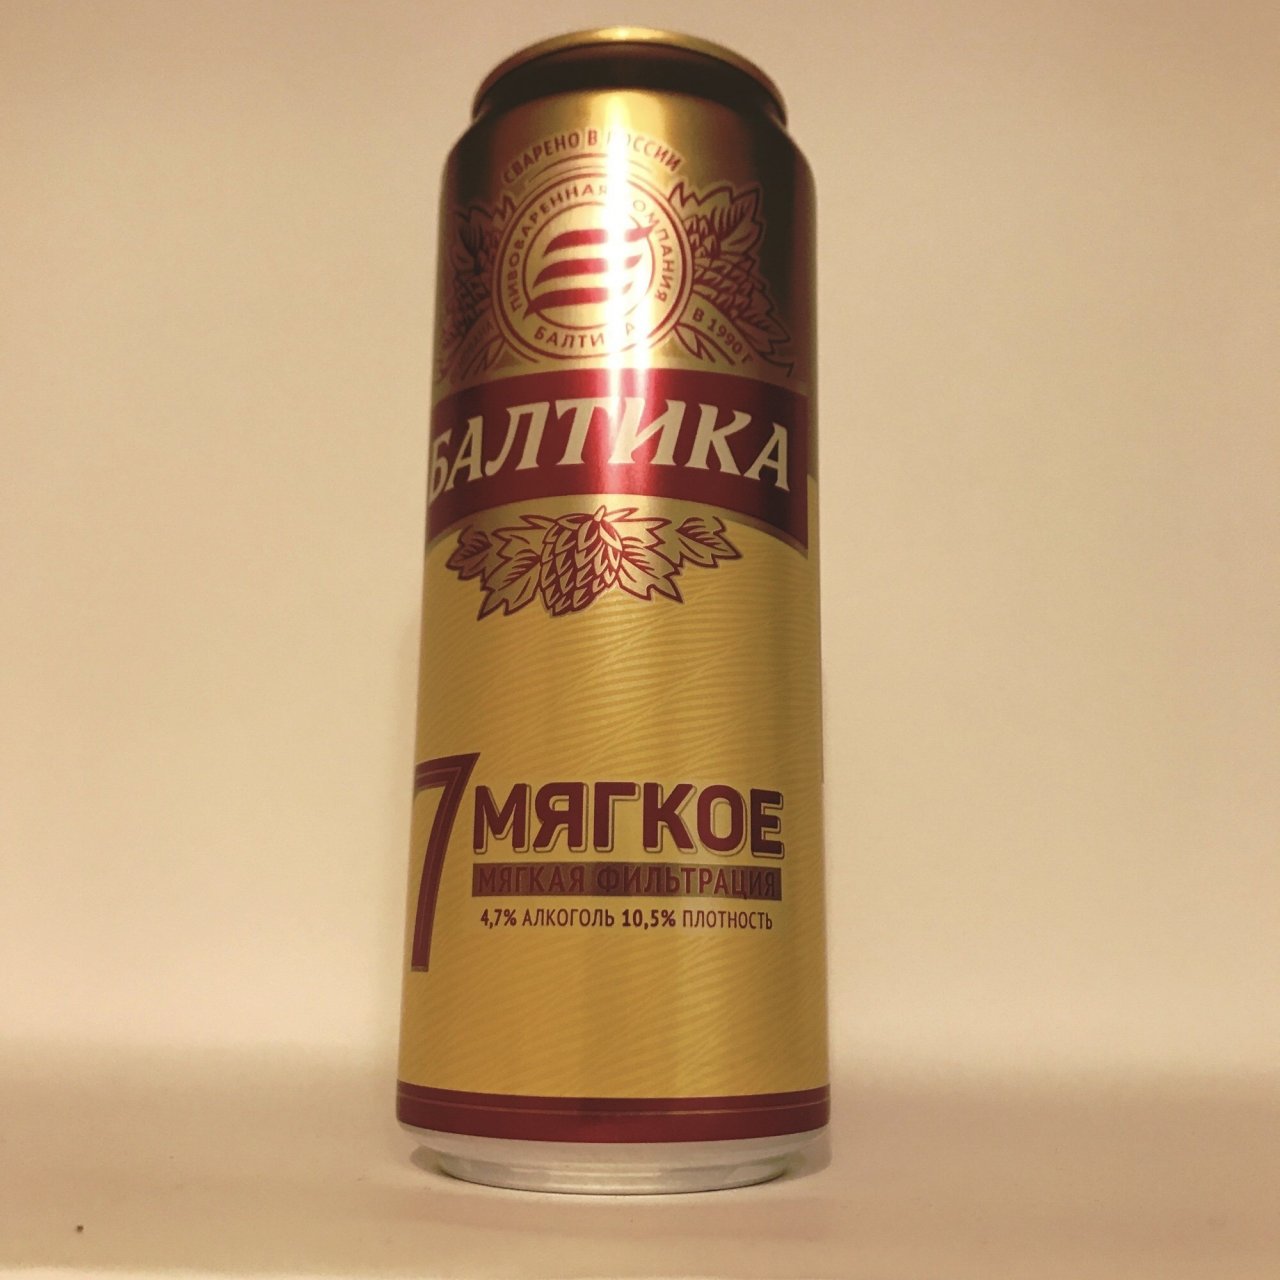 СВАРЕНО В РОССИИ
ПИВОВАРЕННАЯ КОМПАНИЯ
БАЛТИКА
В 1990 Г
БАЛТИКА
7 МЯГКОЕ
МЯГКАЯ ФИЛЬТРАЦИЯ
4,7% АЛКОГОЛЬ 10,5% ПЛОТНОСТЬ